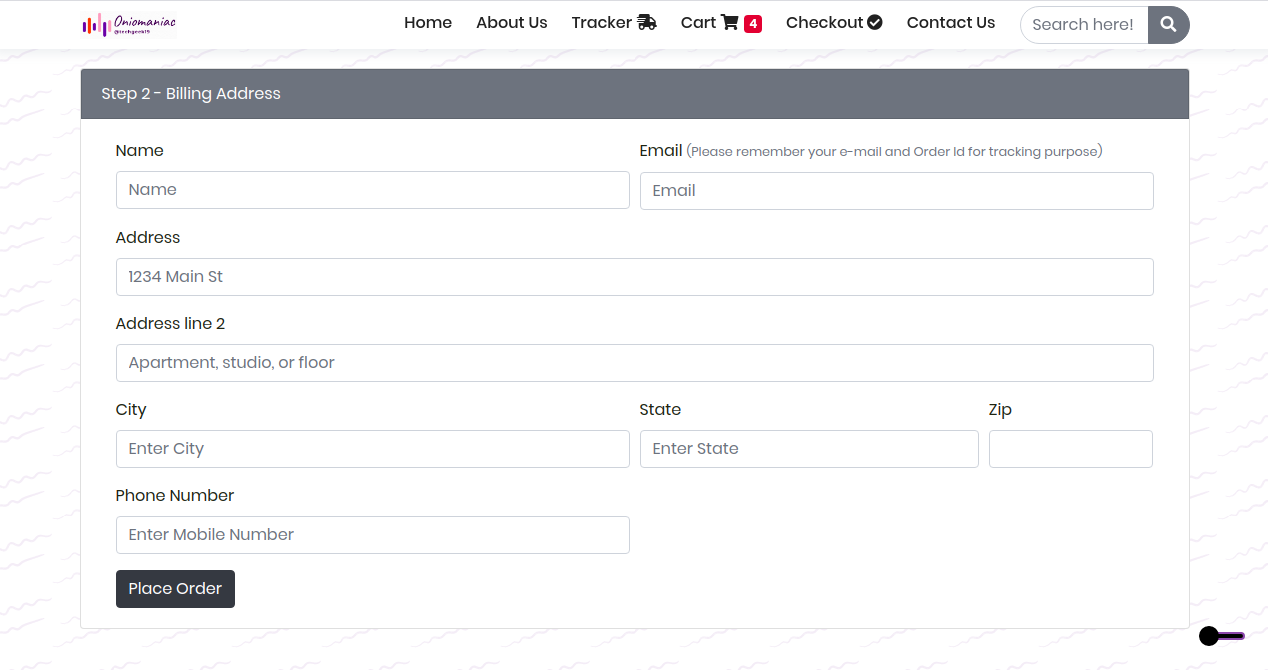 Oniomaniac
@techgeek19
Home About Us Tracker Cart 4 Checkout Contact Us Search here!
Step 2 - Billing Address
Name Email (Please remember your e-mail and Order Id for tracking purpose)
Name Email
Address
1234 Main St
Address line 2
Apartment, studio, or floor
City State Zip
Enter City Enter State
Phone Number
Enter Mobile Number
Place Order